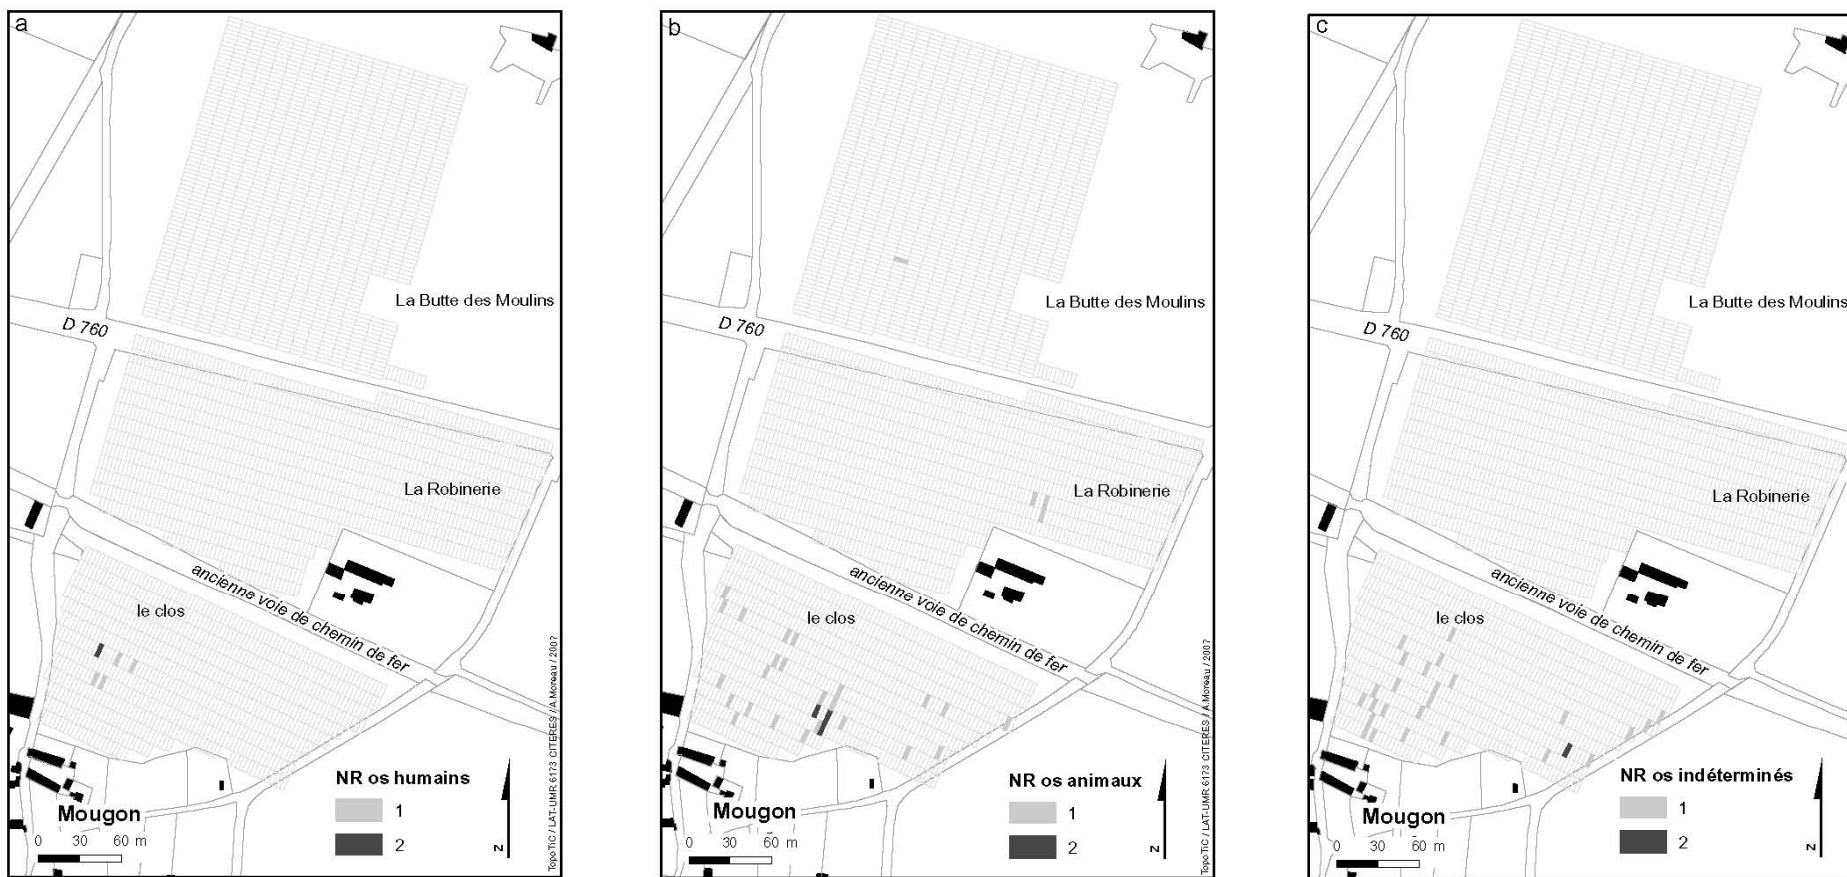 a
La Butte des Moulins
D 760
La Robinerie
ancienne voie de chemin de fer
le clos
NR os humains
1
2
Mougon
0 30 60 m
N
TopoTiC / LAT-UMR 6173 CITERES / A.Moreau / 2007
b
La Butte des Moulins
D 760
La Robinerie
ancienne voie de chemin de fer
le clos
NR os animaux
1
2
Mougon
0 30 60 m
N
TopoTiC / LAT-UMR 6173 CITERES / A.Moreau / 2007
c
La Butte des Moulins
D 760
La Robinerie
ancienne voie de chemin de fer
le clos
NR os indéterminés
1
2
Mougon
0 30 60 m
N